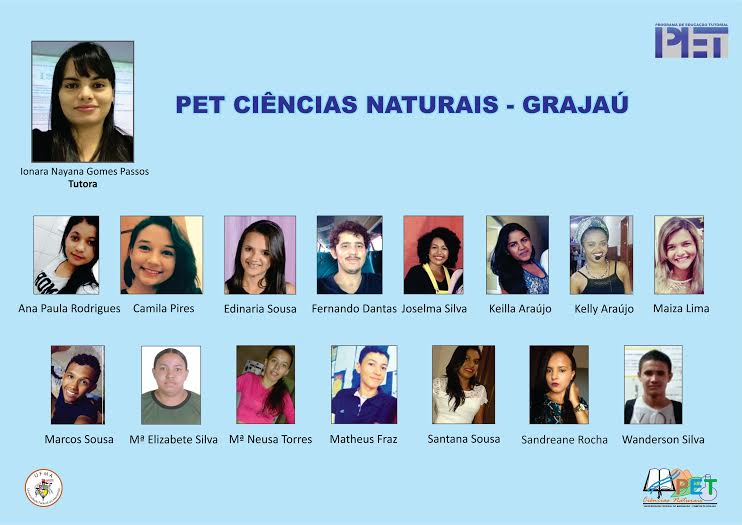 PROGRAMA DE EDUCAÇÃO TUTORIAL
PET
PET CIÊNCIAS NATURAIS - GRAJAÚ
Ionara Nayana Gomes Passos
Tutora
Ana Paula Rodrigues
Camila Pires
Edinaria Sousa
Fernando Dantas
Joselma Silva
Keilla Araújo
Kelly Araújo
Maiza Lima
Marcos Sousa
Mª Elizabete Silva
Mª Neusa Torres
Matheus Fraz
Santana Sousa
Sandreane Rocha
Wanderson Silva
UFMA
PET
Ciências Naturais